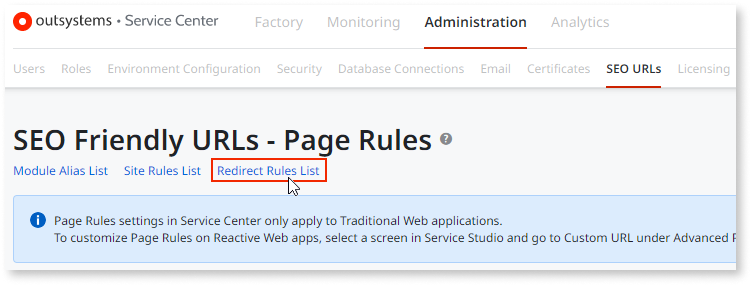 outsystems • Service Center Factory Monitoring Administration Analytics
Users Roles Environment Configuration Security Database Connections Email Certificates SEO URLs Licensing
SEO Friendly URLs - Page Rules ?
Module Alias List Site Rules List Redirect Rules List
Page Rules settings in Service Center only apply to Traditional Web applications.
To customize Page Rules on Reactive Web apps, select a screen in Service Studio and go to Custom URL under Advanced